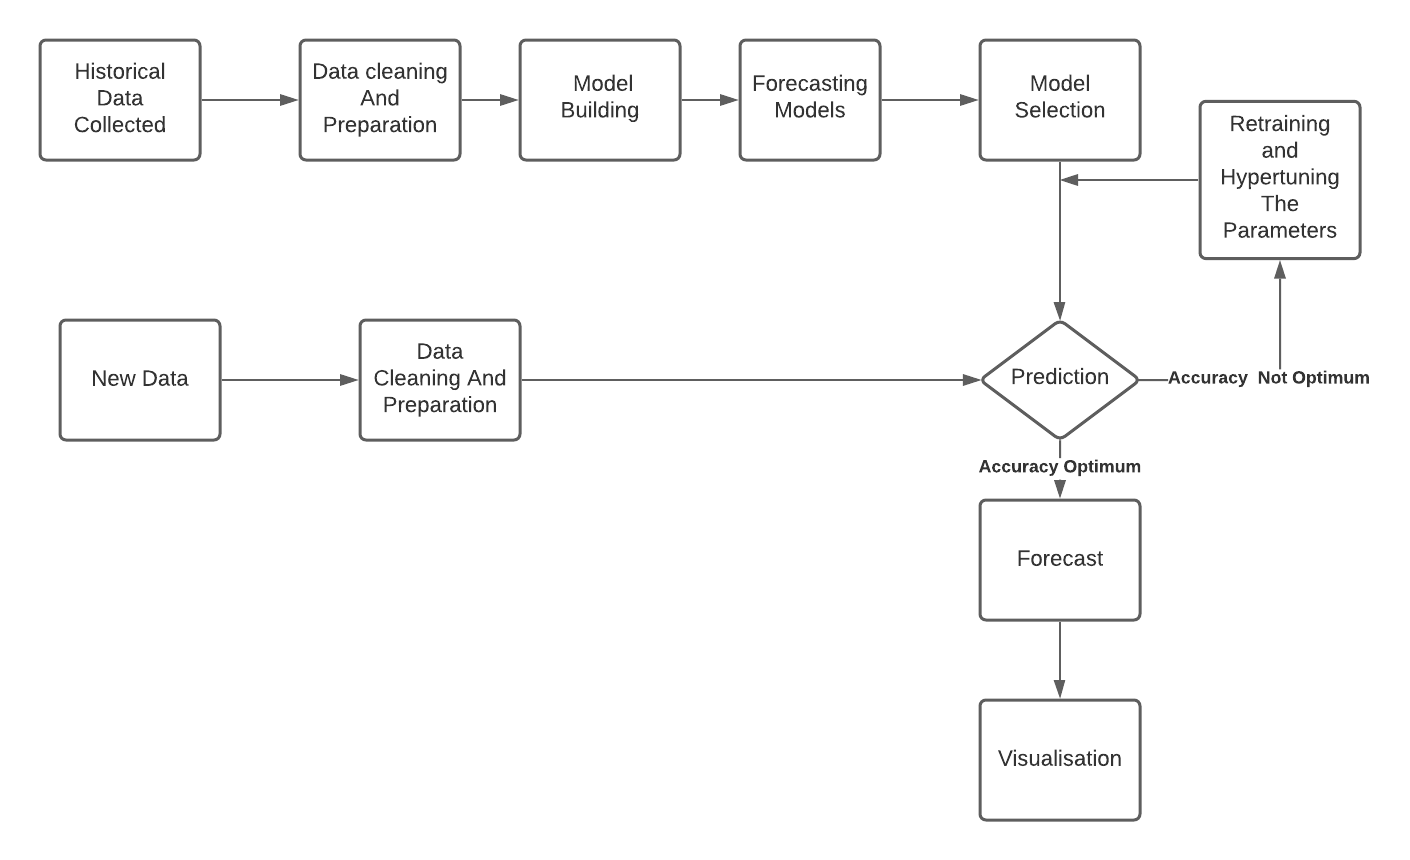 Historical
Data
Collected
Data cleaning
And
Preparation
Model
Building
Forecasting
Models
Model
Selection
Retraining
and
Hypertuning
The
Parameters
New Data
Data
Cleaning And
Preparation
Prediction
Accuracy  Not Optimum
Accuracy Optimum
Forecast
Visualisation